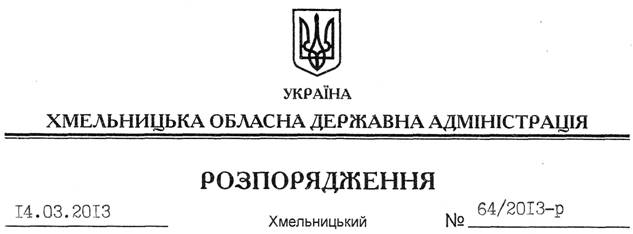 УКРАЇНА
ХМЕЛЬНИЦЬКА ОБЛАСНА ДЕРЖАВНА АДМІНІСТРАЦІЯ
РОЗПОРЯДЖЕННЯ
14.03.2013 Хмельницький № 64/2013-р